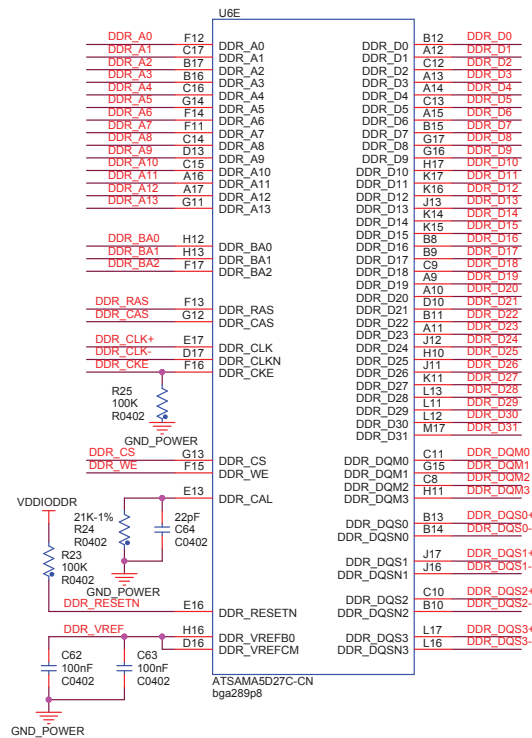 U6E
DDR_A0 F12 DDR_A0 DDR_D0 B12 DDR_D0
DDR_A1 C17 DDR_A1 DDR_D1 A12 DDR_D1
DDR_A2 B17 DDR_A2 DDR_D2 C12 DDR_D2
DDR_A3 B16 DDR_A3 DDR_D3 A13 DDR_D3
DDR_A4 C16 DDR_A4 DDR_D4 A14 DDR_D4
DDR_A5 G14 DDR_A5 DDR_D5 C13 DDR_D5
DDR_A6 F14 DDR_A6 DDR_D6 A15 DDR_D6
DDR_A7 F11 DDR_A7 DDR_D7 B15 DDR_D7
DDR_A8 C14 DDR_A8 DDR_D8 G17 DDR_D8
DDR_A9 D13 DDR_A9 DDR_D9 G16 DDR_D9
DDR_A10 C15 DDR_A10 DDR_D10 H17 DDR_D10
DDR_A11 A16 DDR_A11 DDR_D11 K17 DDR_D11
DDR_A12 A17 DDR_A12 DDR_D12 K16 DDR_D12
DDR_A13 G11 DDR_A13 DDR_D13 J13 DDR_D13
DDR_D14 K14 DDR_D14
DDR_D15 K15 DDR_D15
DDR_BA0 H12 DDR_BA0 DDR_D16 B8 DDR_D16
DDR_BA1 H13 DDR_BA1 DDR_D17 B9 DDR_D17
DDR_BA2 F17 DDR_BA2 DDR_D18 C9 DDR_D18
DDR_D19 A9 DDR_D19
DDR_D20 A10 DDR_D20
DDR_RAS F13 DDR_RAS DDR_D21 D10 DDR_D21
DDR_CAS G12 DDR_CAS DDR_D22 B11 DDR_D22
DDR_D23 A11 DDR_D23
DDR_CLK+ E17 DDR_CLK DDR_D24 J12 DDR_D24
DDR_CLK- D17 DDR_CLKN DDR_D25 H10 DDR_D25
DDR_CKE F16 DDR_CKE DDR_D26 J11 DDR_D26
DDR_D27 K11 DDR_D27
DDR_D28 L13 DDR_D28
DDR_D29 L11 DDR_D29
DDR_D30 L12 DDR_D30
DDR_D31 M17 DDR_D31
R25
100K
R0402
GND_POWER
DDR_CS G13 DDR_CS DDR_DQM0 C11 DDR_DQM0
DDR_WE F15 DDR_WE DDR_DQM1 G15 DDR_DQM1
DDR_DQM2 C8 DDR_DQM2
E13 DDR_CAL DDR_DQM3 H11 DDR_DQM3
VDDIODDR
21K-1%
R24
R0402
22pF
C64
C0402
GND_POWER
DDR_DQS0 B13 DDR_DQS0+
DDR_DQSN0 B14 DDR_DQS0-
R23
100K
R0402
DDR_DQS1 J17 DDR_DQS1+
DDR_DQSN1 J16 DDR_DQS1-
DDR_DQS2 C10 DDR_DQS2+
DDR_RESETN E16 DDR_RESETN DDR_DQSN2 B10 DDR_DQS2-
DDR_VREF H16 DDR_VREFB0 DDR_DQS3 L17 DDR_DQS3+
D16 DDR_VREFCM DDR_DQSN3 L16 DDR_DQS3-
C62
100nF
C0402
C63
100nF
C0402
GND_POWER
ATSAMA5D27C-CN
bga289p8